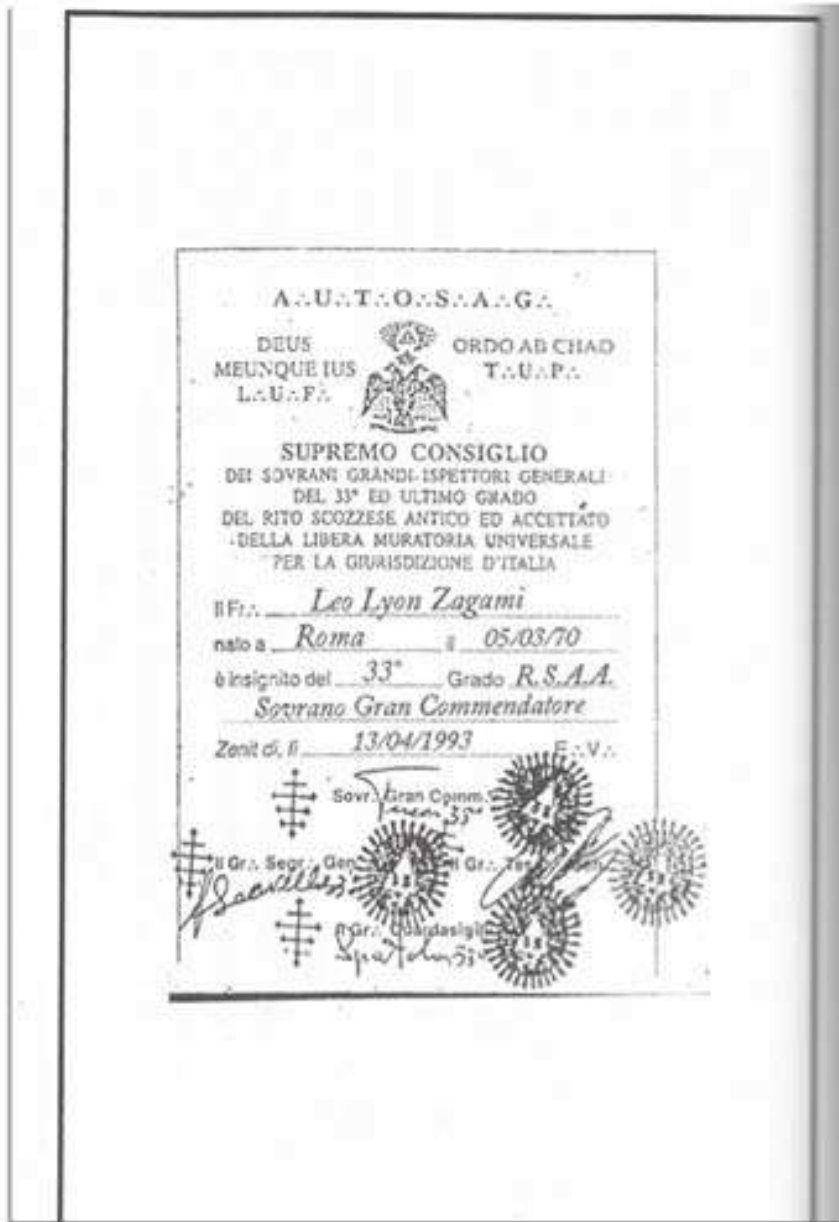 A∴U∴T∴O∴S∴A∴G∴
DEUS
MEUNQUE IUS
L∴U∴F∴
ORDO AB CHAO
T∴U∴P∴
SUPREMO CONSIGLIO
DEI SOVRANI GRANDI ISPETTORI GENERALI
DEL 33° ED ULTIMO GRADO
DEL RITO SCOZZESE ANTICO ED ACCETTATO
DELLA LIBERA MURATORIA UNIVERSALE
PER LA GIURISDIZIONE D'ITALIA
Il Fr∴ Leo Lyon Zagami
nato a Roma il 05/03/70
è insignito del 33° Grado R.S.A.A.
Sovrano Gran Commendatore
Zenit di, lì 13/04/1993 E∴V∴
Sovr∴ Gran Comm∴
33°
Il Gr∴ Segr∴ Gen Il Gr∴
Il Gr∴ Guardasigilli
33°